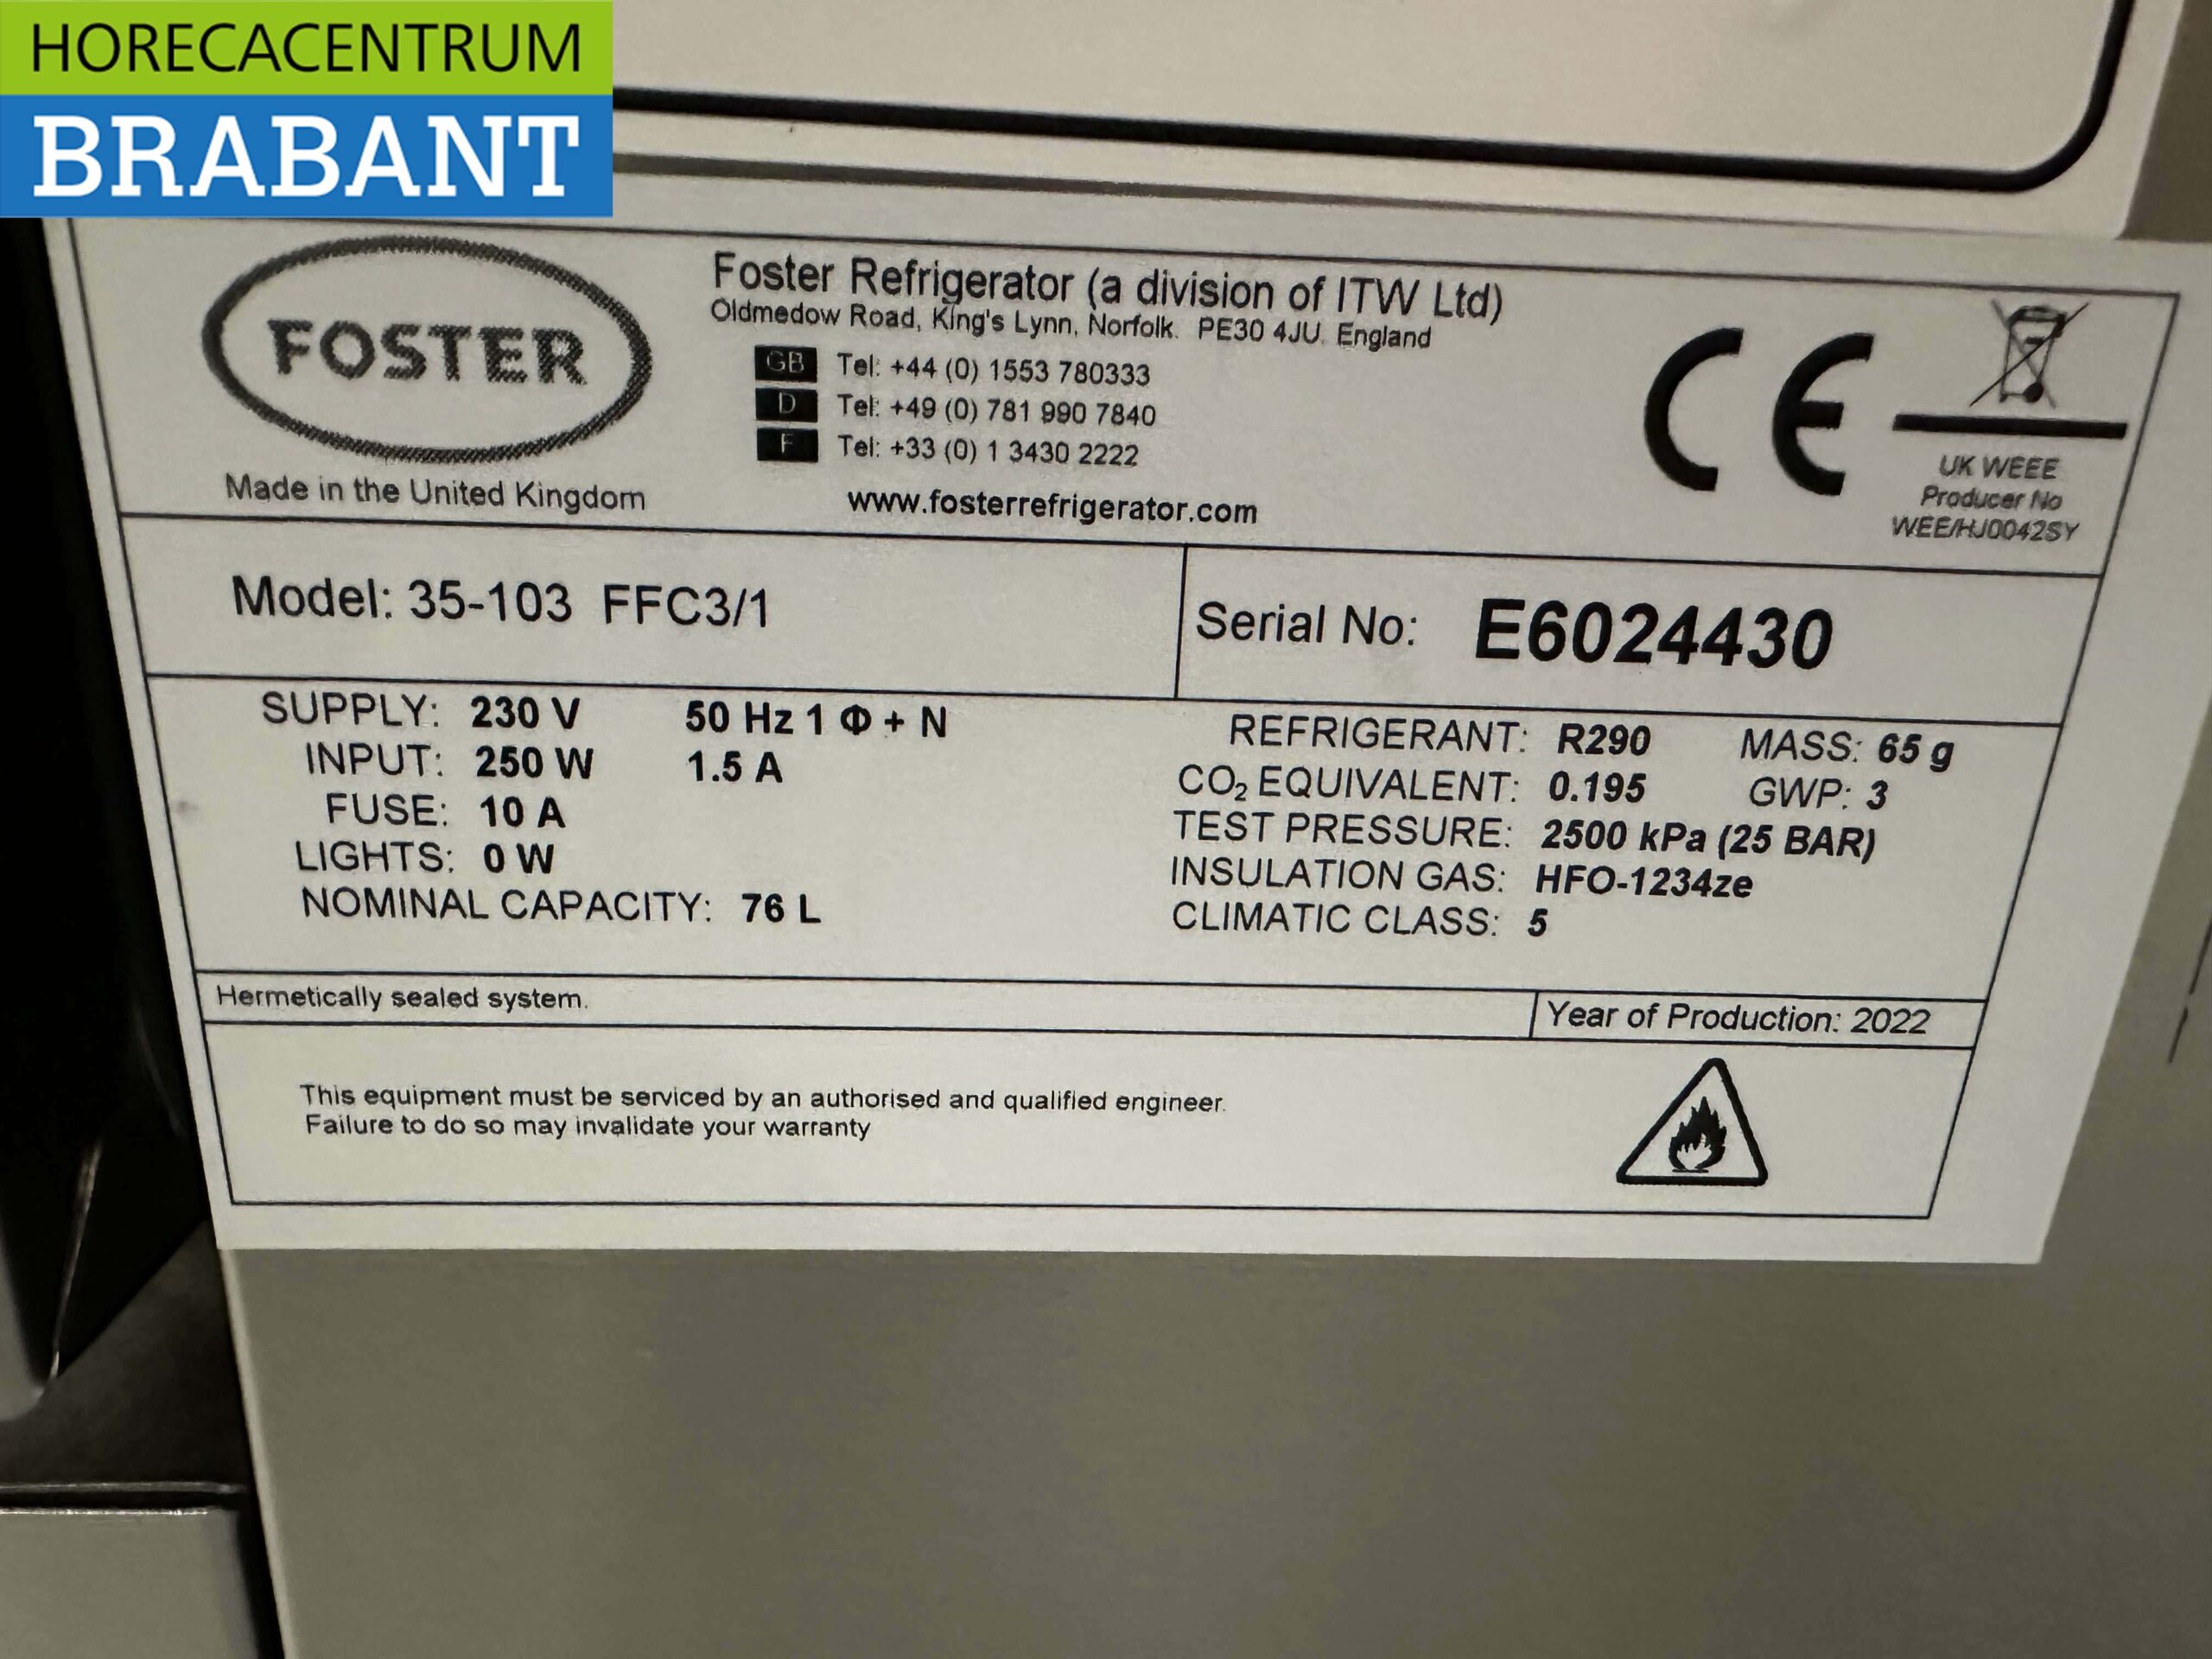 HORECACENTRUM
BRABANT
FOSTER
Made in the United Kingdom
Foster Refrigerator (a division of ITW Ltd)
Oldmedow Road, King's Lynn, Norfolk. PE30 4JU. England
GB Tel: +44 (0) 1553 780333
D Tel: +49 (0) 781 990 7840
F Tel: +33 (0) 1 3430 2222
www.fosterrefrigerator.com
CE
UK WEEE
Producer No
WEE/HJ0042SY
Model: 35-103 FFC3/1
Serial No: E6024430
SUPPLY: 230 V 50 Hz 1 Φ + N
INPUT: 250 W 1.5 A
FUSE: 10 A
LIGHTS: 0 W
NOMINAL CAPACITY: 76 L
REFRIGERANT: R290 MASS: 65 g
CO₂ EQUIVALENT: 0.195 GWP: 3
TEST PRESSURE: 2500 kPa (25 BAR)
INSULATION GAS: HFO-1234ze
CLIMATIC CLASS: 5
Hermetically sealed system.
Year of Production: 2022
This equipment must be serviced by an authorised and qualified engineer.
Failure to do so may invalidate your warranty